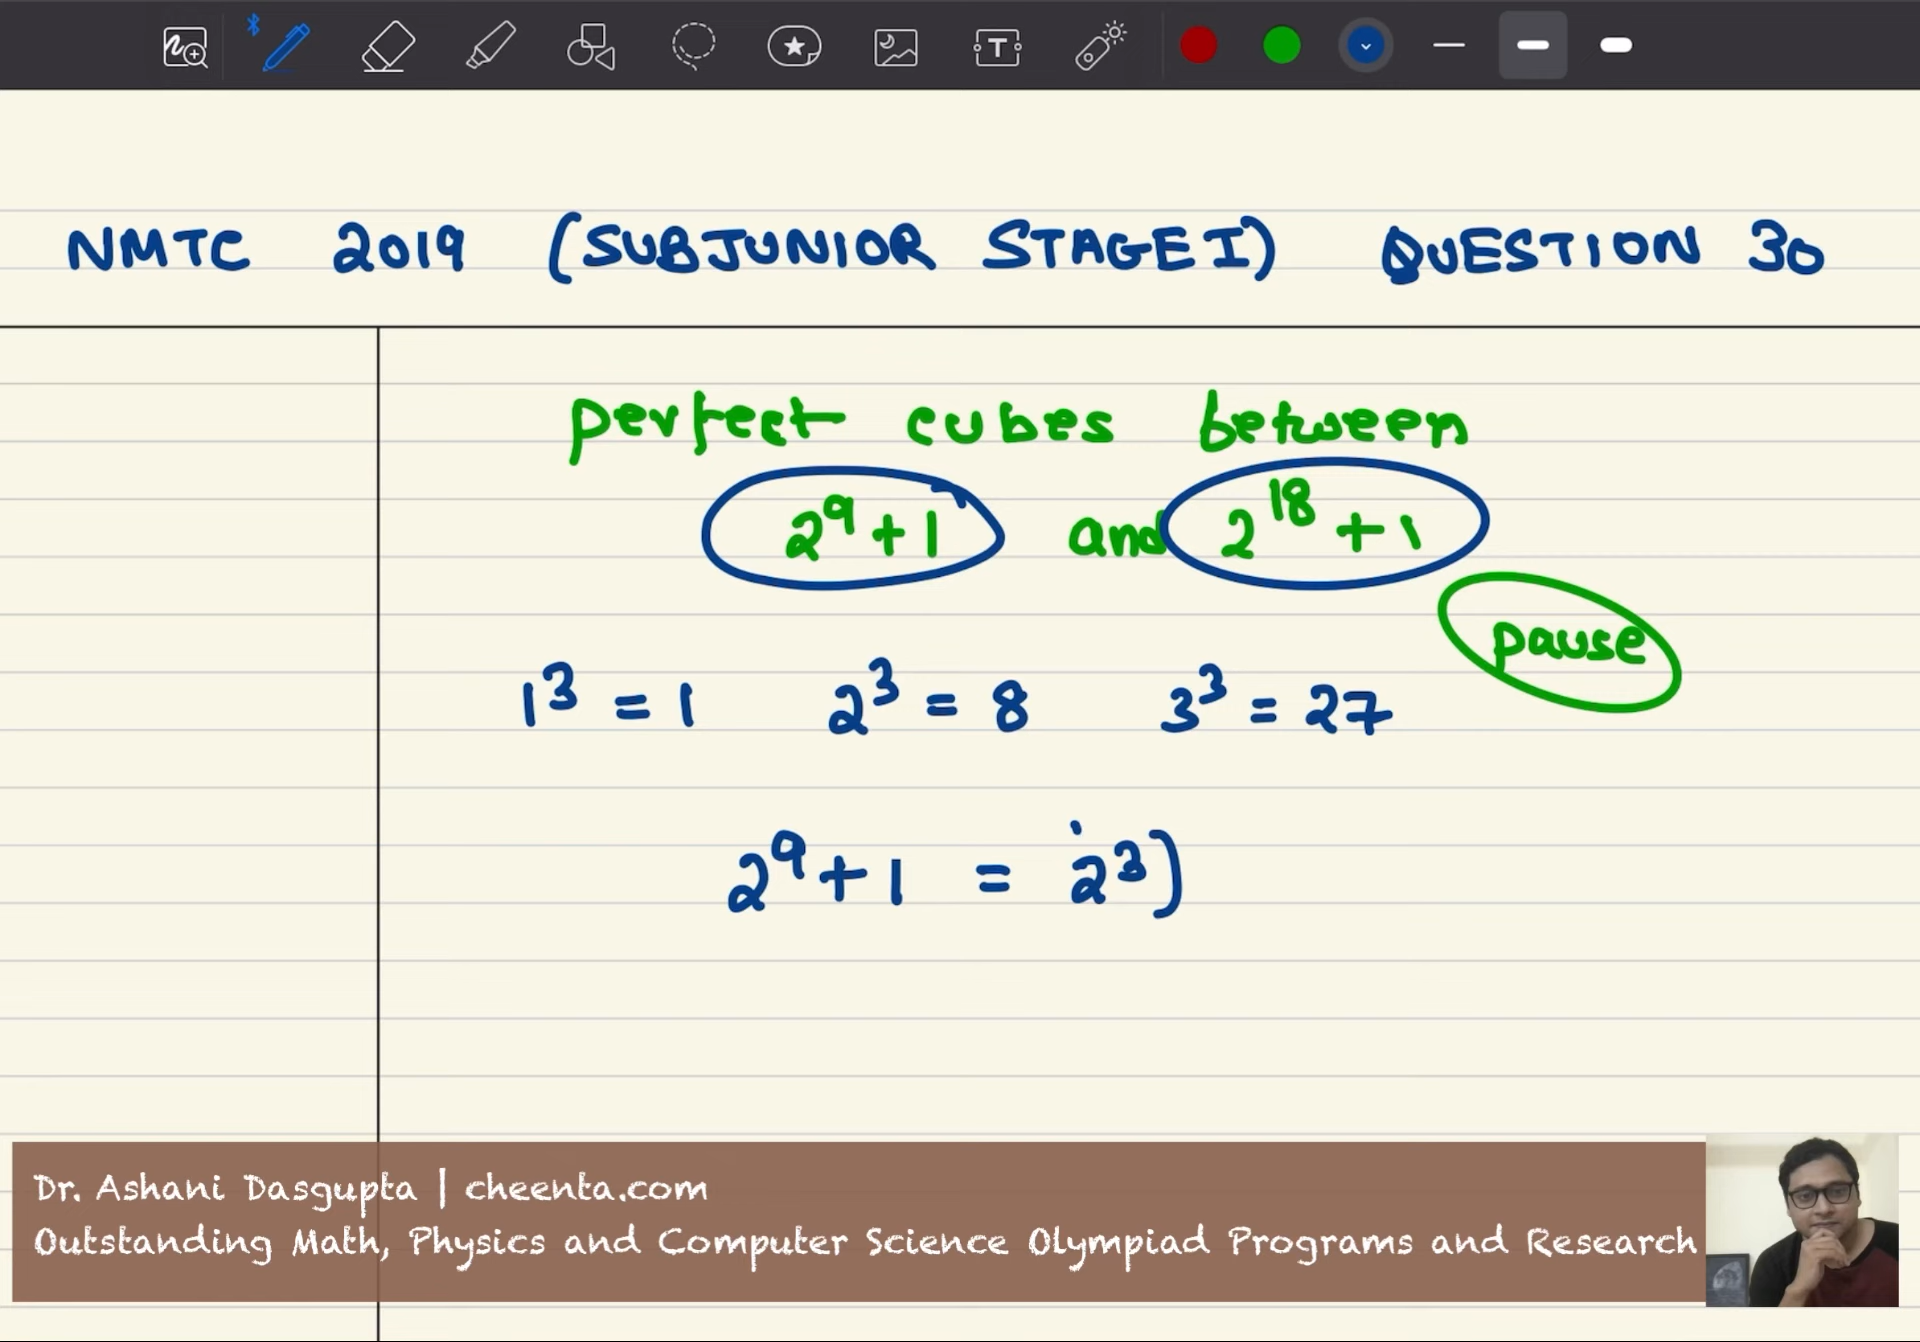 NMTC 2019 (SUBJUNIOR STAGE I) QUESTION 30
perfect cubes between
2⁹+1 and 2¹⁸+1
pause
1³ = 1 2³ = 8 3³ = 27
2⁹+1 = 2³)
Dr. Ashani Dasgupta | cheenta.com
Outstanding Math, Physics and Computer Science Olympiad Programs and Research